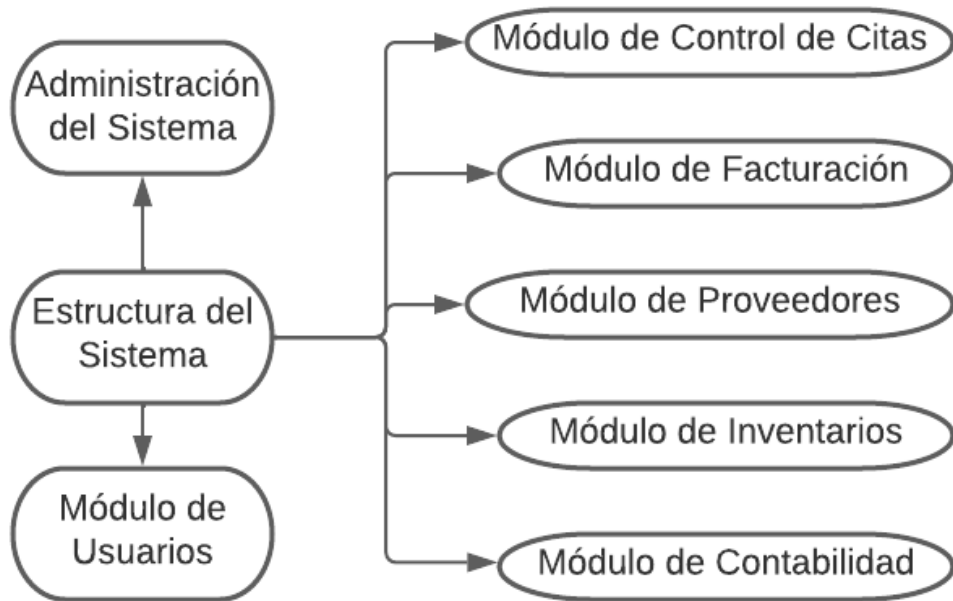 Administración
del Sistema
Estructura del
Sistema
Módulo de
Usuarios
Módulo de Control de Citas
Módulo de Facturación
Módulo de Proveedores
Módulo de Inventarios
Módulo de Contabilidad